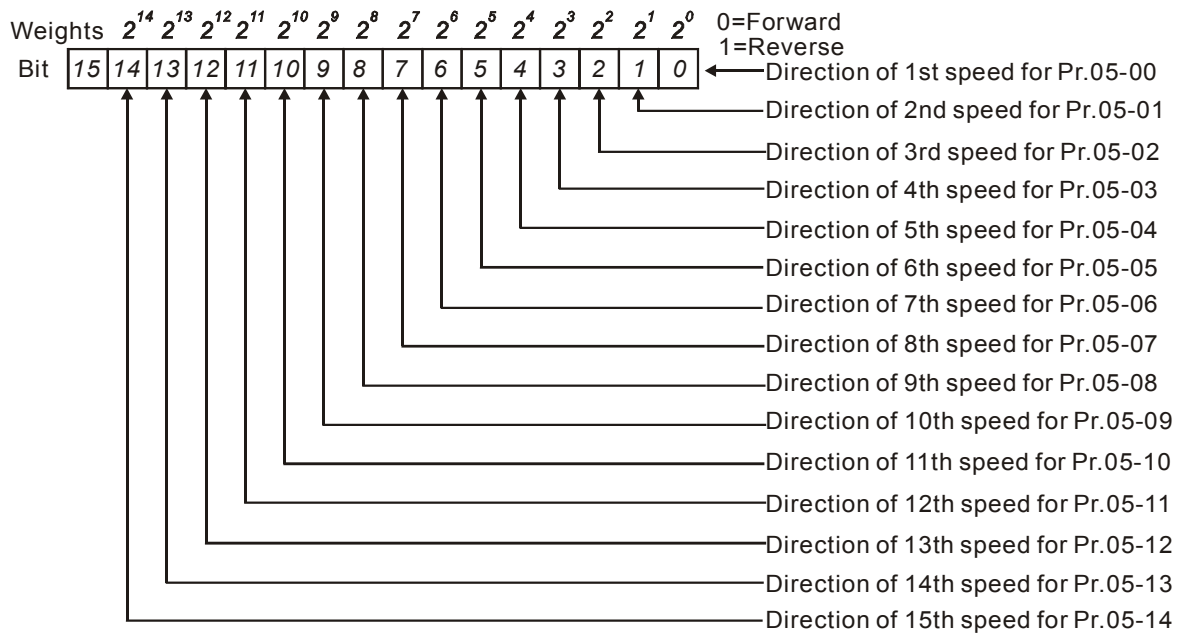 Weights 2^14 2^13 2^12 2^11 2^10 2^9 2^8 2^7 2^6 2^5 2^4 2^3 2^2 2^1 2^0 0=Forward
1=Reverse
Bit 15 14 13 12 11 10 9 8 7 6 5 4 3 2 1 0 Direction of 1st speed for Pr.05-00
Direction of 2nd speed for Pr.05-01
Direction of 3rd speed for Pr.05-02
Direction of 4th speed for Pr.05-03
Direction of 5th speed for Pr.05-04
Direction of 6th speed for Pr.05-05
Direction of 7th speed for Pr.05-06
Direction of 8th speed for Pr.05-07
Direction of 9th speed for Pr.05-08
Direction of 10th speed for Pr.05-09
Direction of 11th speed for Pr.05-10
Direction of 12th speed for Pr.05-11
Direction of 13th speed for Pr.05-12
Direction of 14th speed for Pr.05-13
Direction of 15th speed for Pr.05-14